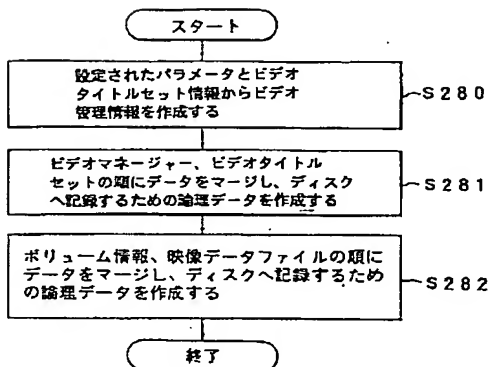 スタート
設定されたパラメータとビデオ
タイトルセット情報からビデオ
管理情報を作成する
S280
ビデオマネージャー、ビデオタイトル
セットの順にデータをマージし、ディスク
へ記録するための論理データを作成する
S281
ボリューム情報、映像データファイルの順に
データをマージし、ディスクへ記録するため
の論理データを作成する
S282
終了